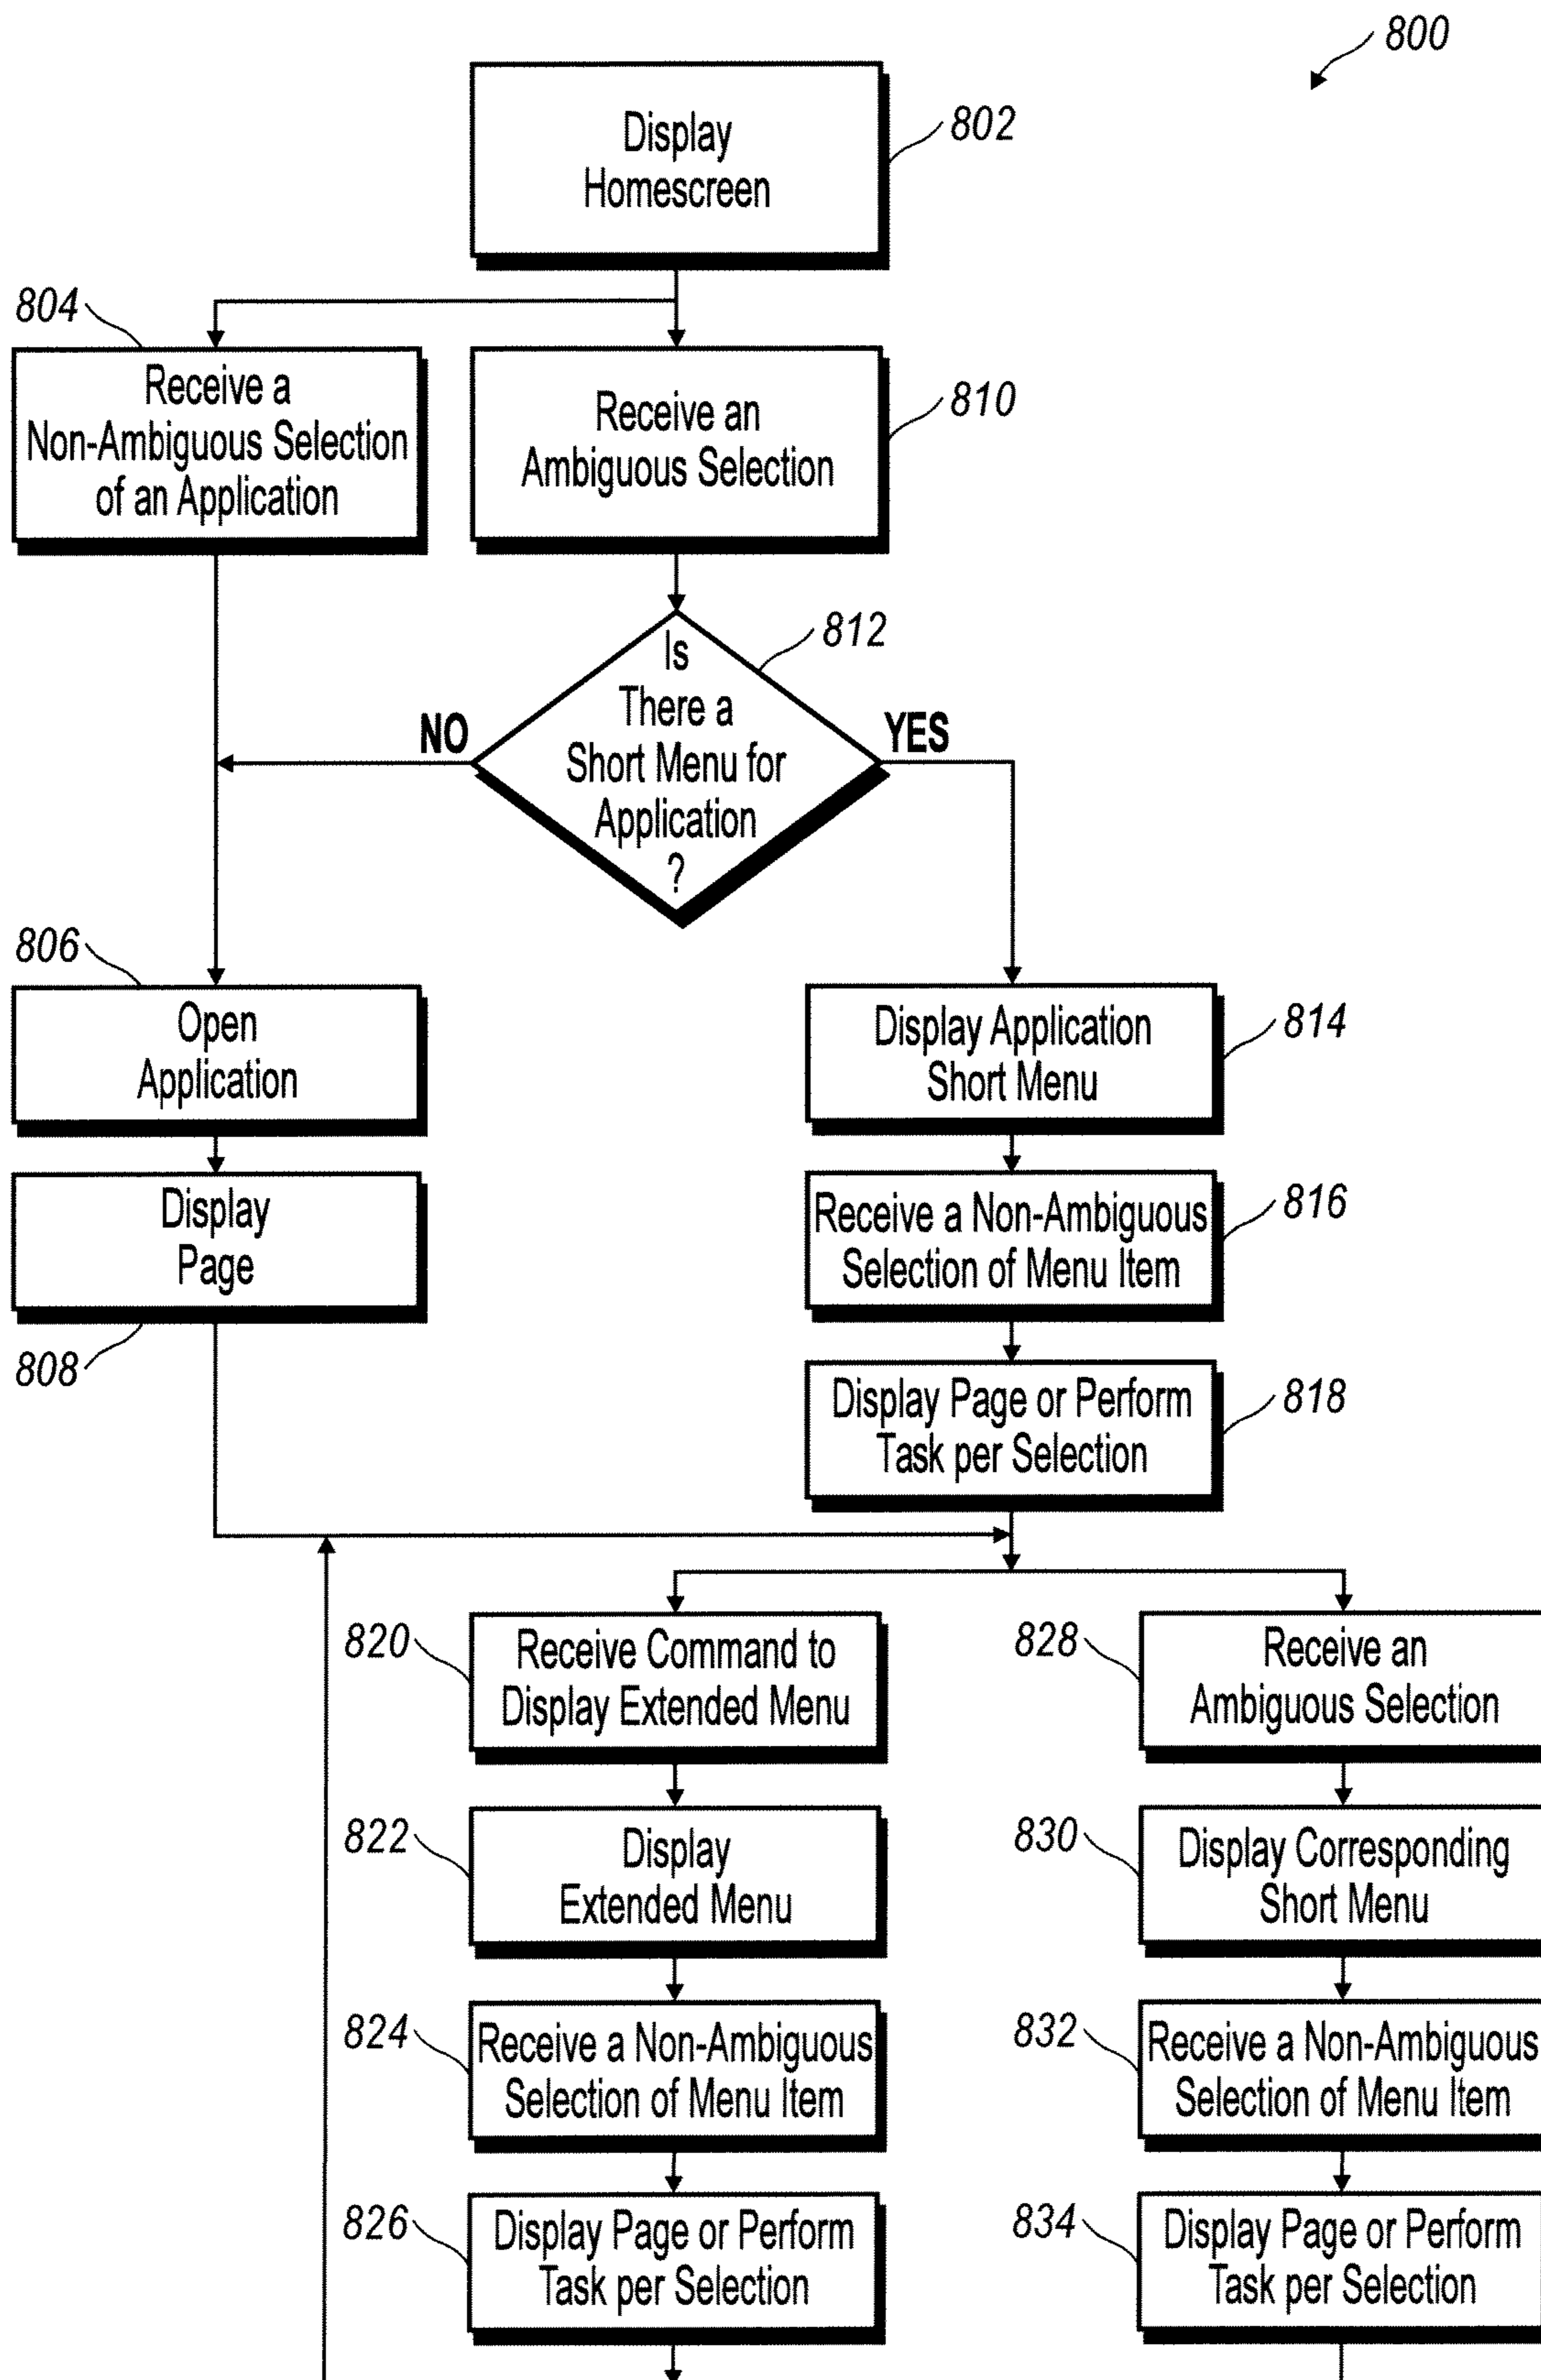 800
Display
Homescreen
802
804
Receive a
Non-Ambiguous Selection
of an Application
Receive an
Ambiguous Selection
810
Is
There a
Short Menu for
Application
?
812
NO
YES
806
Open
Application
Display Application
Short Menu
814
Display
Page
808
Receive a Non-Ambiguous
Selection of Menu Item
816
Display Page or Perform
Task per Selection
818
820
Receive Command to
Display Extended Menu
828
Receive an
Ambiguous Selection
822
Display
Extended Menu
830
Display Corresponding
Short Menu
824
Receive a Non-Ambiguous
Selection of Menu Item
832
Receive a Non-Ambiguous
Selection of Menu Item
826
Display Page or Perform
Task per Selection
834
Display Page or Perform
Task per Selection